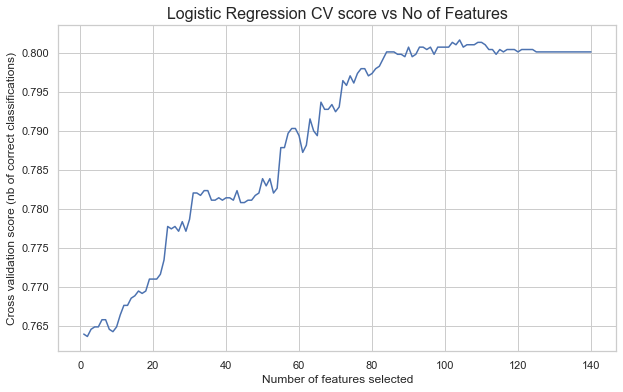 Logistic Regression CV score vs No of Features
Cross validation score (nb of correct classifications)
0.800
0.795
0.790
0.785
0.780
0.775
0.770
0.765
0 20 40 60 80 100 120 140
Number of features selected